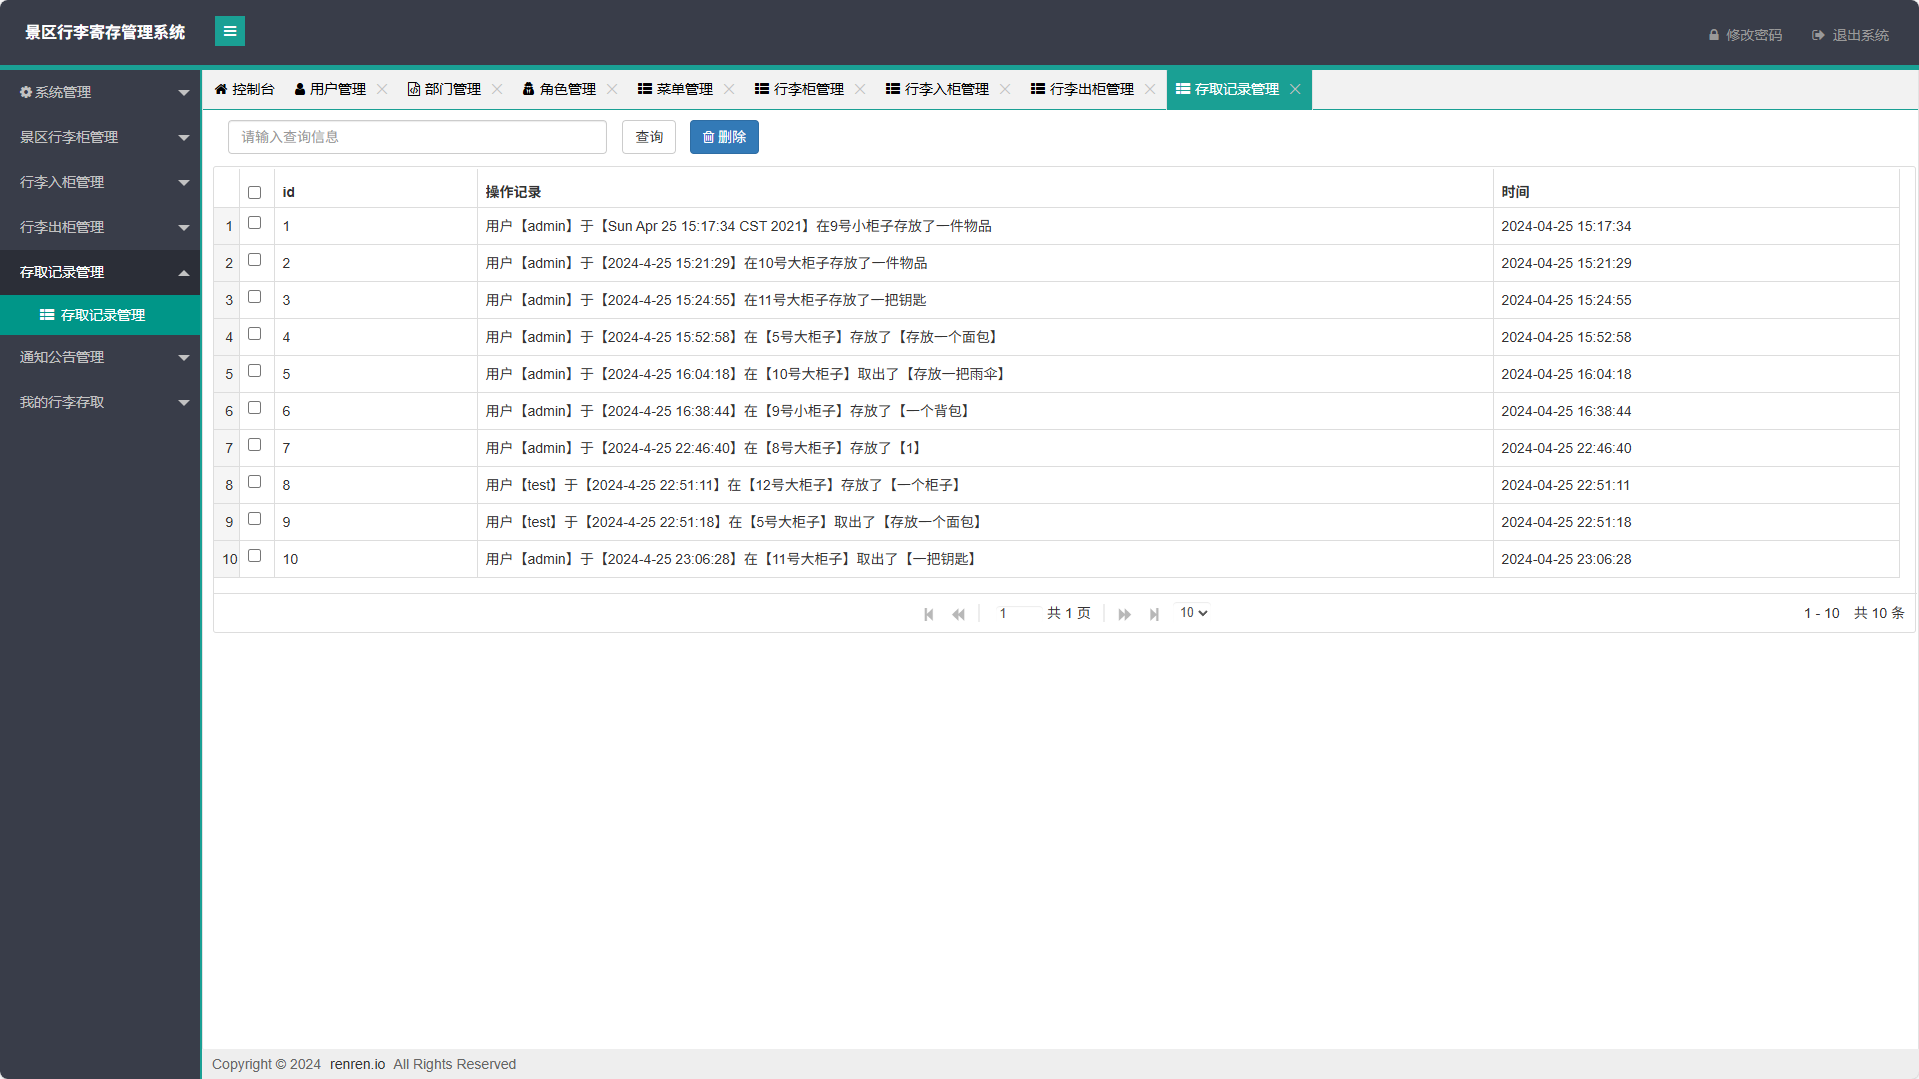 景区行李寄存管理系统
修改密码 退出系统
系统管理
景区行李柜管理
行李入柜管理
行李出柜管理
存取记录管理
存取记录管理
通知公告管理
我的行李存取
控制台 用户管理 部门管理 角色管理 菜单管理 行李柜管理 行李入柜管理 行李出柜管理 存取记录管理
请输入查询信息 查询 删除
id 操作记录 时间
1 1 用户【admin】于【Sun Apr 25 15:17:34 CST 2021】在9号小柜子存放了一件物品 2024-04-25 15:17:34
2 2 用户【admin】于【2024-4-25 15:21:29】在10号大柜子存放了一件物品 2024-04-25 15:21:29
3 3 用户【admin】于【2024-4-25 15:24:55】在11号大柜子存放了一把钥匙 2024-04-25 15:24:55
4 4 用户【admin】于【2024-4-25 15:52:58】在【5号大柜子】存放了【存放一个面包】 2024-04-25 15:52:58
5 5 用户【admin】于【2024-4-25 16:04:18】在【10号大柜子】取出了【存放一把雨伞】 2024-04-25 16:04:18
6 6 用户【admin】于【2024-4-25 16:38:44】在【9号小柜子】存放了【一个背包】 2024-04-25 16:38:44
7 7 用户【admin】于【2024-4-25 22:46:40】在【8号大柜子】存放了【1】 2024-04-25 22:46:40
8 8 用户【test】于【2024-4-25 22:51:11】在【12号大柜子】存放了【一个柜子】 2024-04-25 22:51:11
9 9 用户【test】于【2024-4-25 22:51:18】在【5号大柜子】取出了【存放一个面包】 2024-04-25 22:51:18
10 10 用户【admin】于【2024-4-25 23:06:28】在【11号大柜子】取出了【一把钥匙】 2024-04-25 23:06:28
1 共 1 页 10 1 - 10 共 10 条
Copyright © 2024 renren.io All Rights Reserved